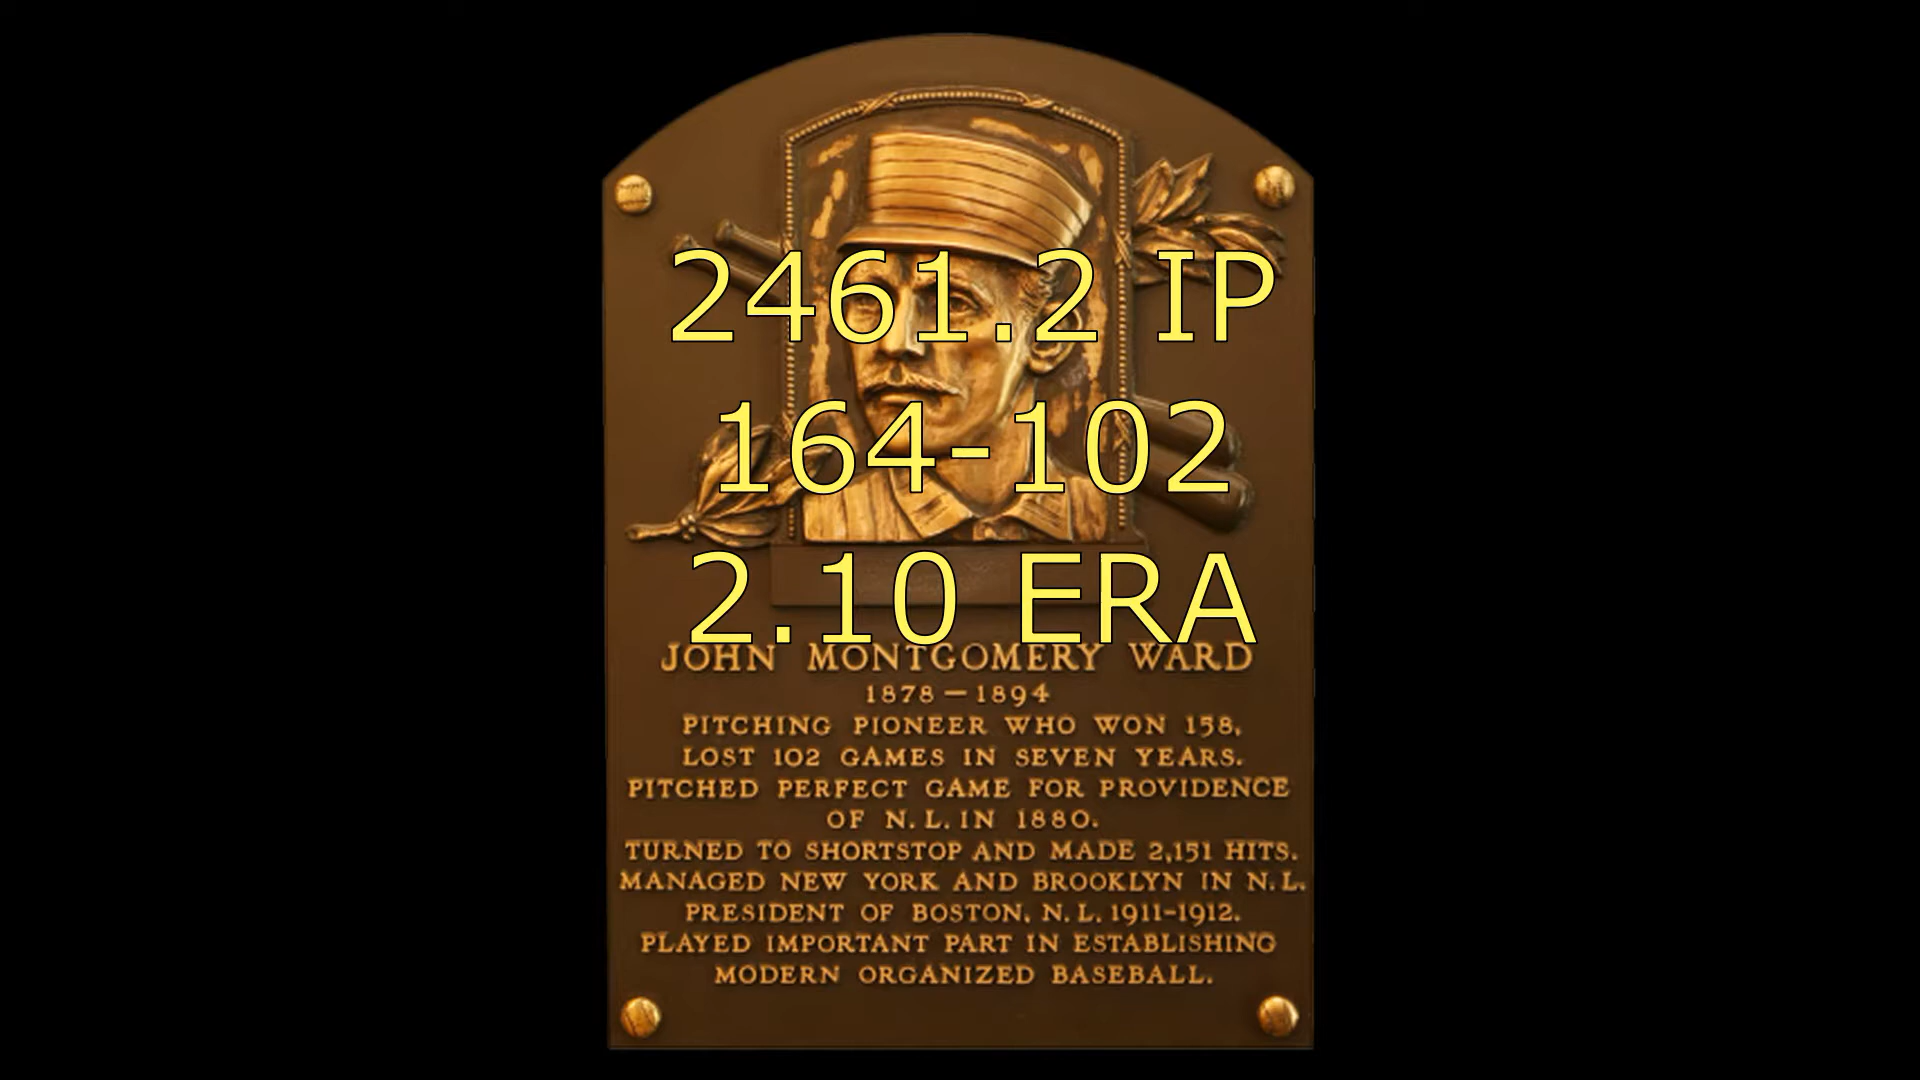 2461.2 IP
164-102
2.10 ERA
JOHN MONTGOMERY WARD
1878-1894
PITCHING PIONEER WHO WON 158,
LOST 102 GAMES IN SEVEN YEARS.
PITCHED PERFECT GAME FOR PROVIDENCE
OF N.L. IN 1880.
TURNED TO SHORTSTOP AND MADE 2,151 HITS.
MANAGED NEW YORK AND BROOKLYN IN N.L.
PRESIDENT OF BOSTON, N.L. 1911-1912.
PLAYED IMPORTANT PART IN ESTABLISHING
MODERN ORGANIZED BASEBALL.